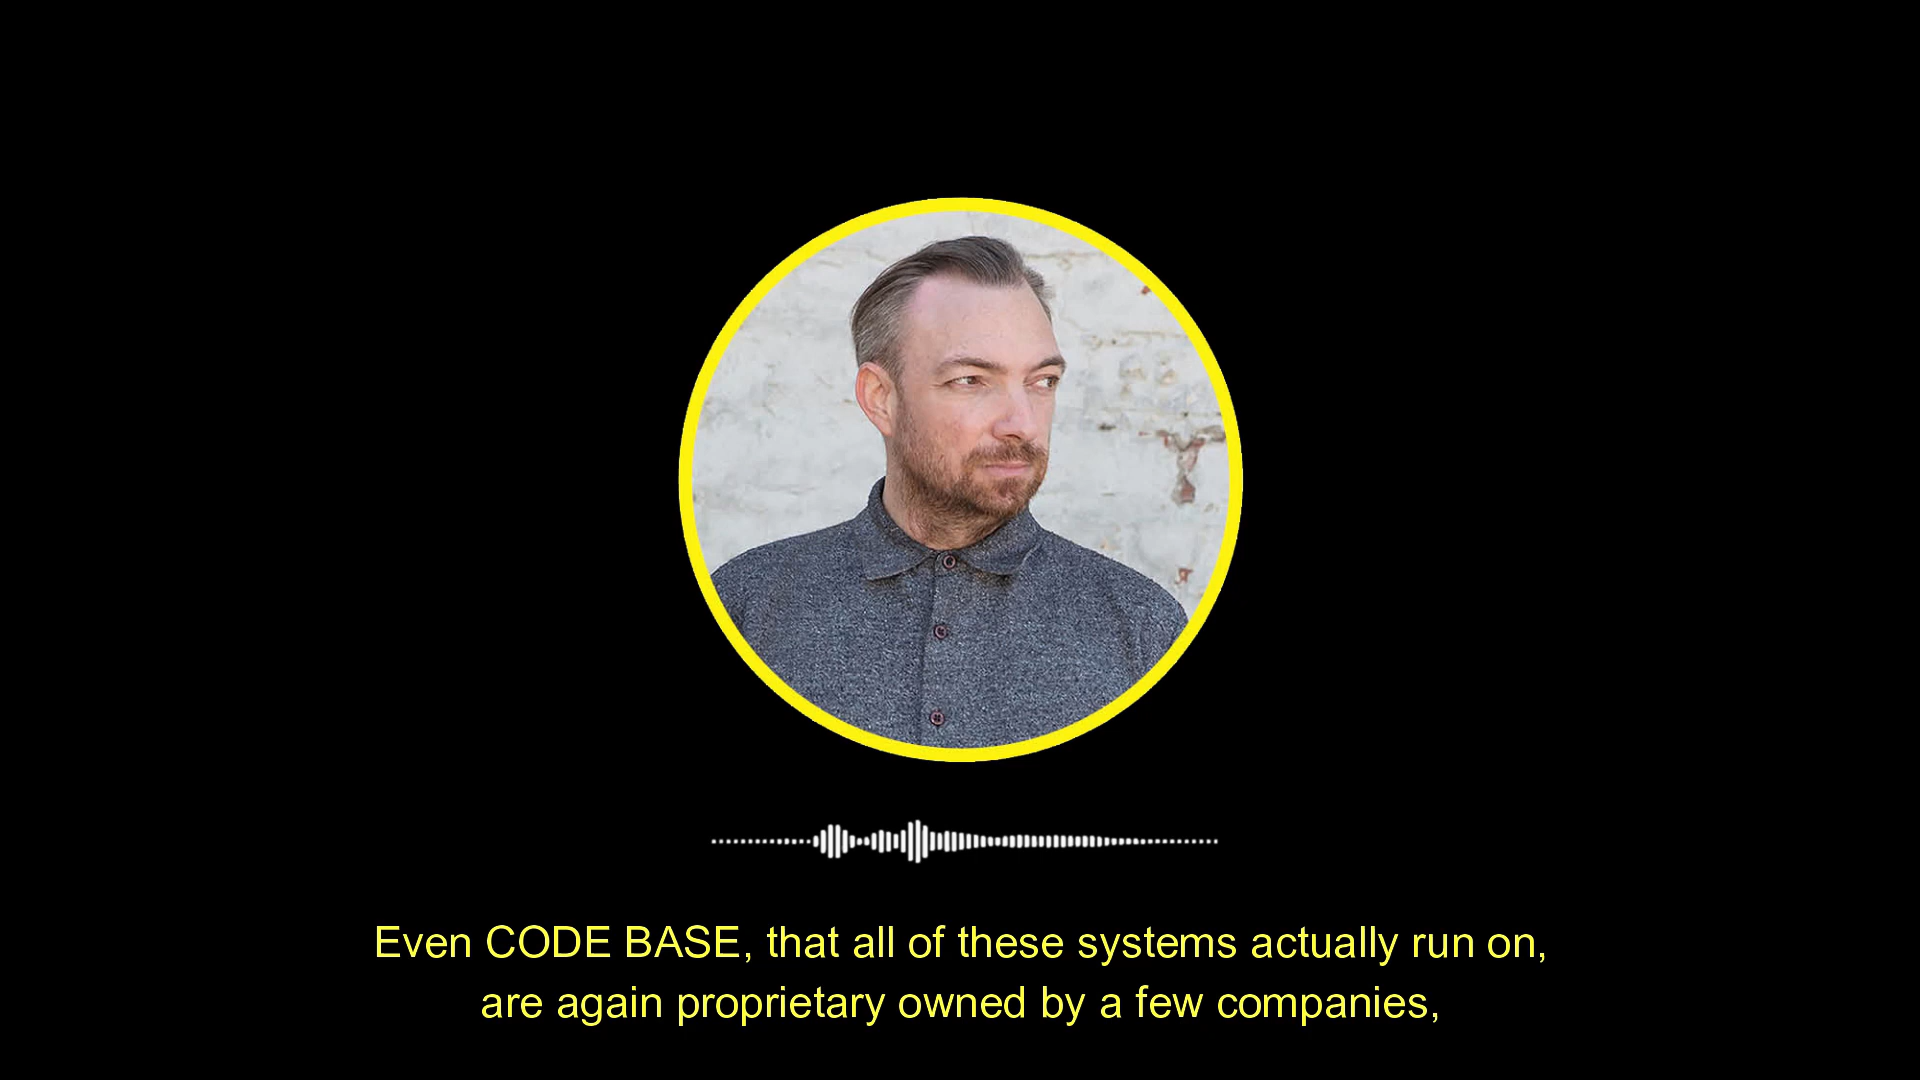 Even CODE BASE, that all of these systems actually run on,
are again proprietary owned by a few companies,